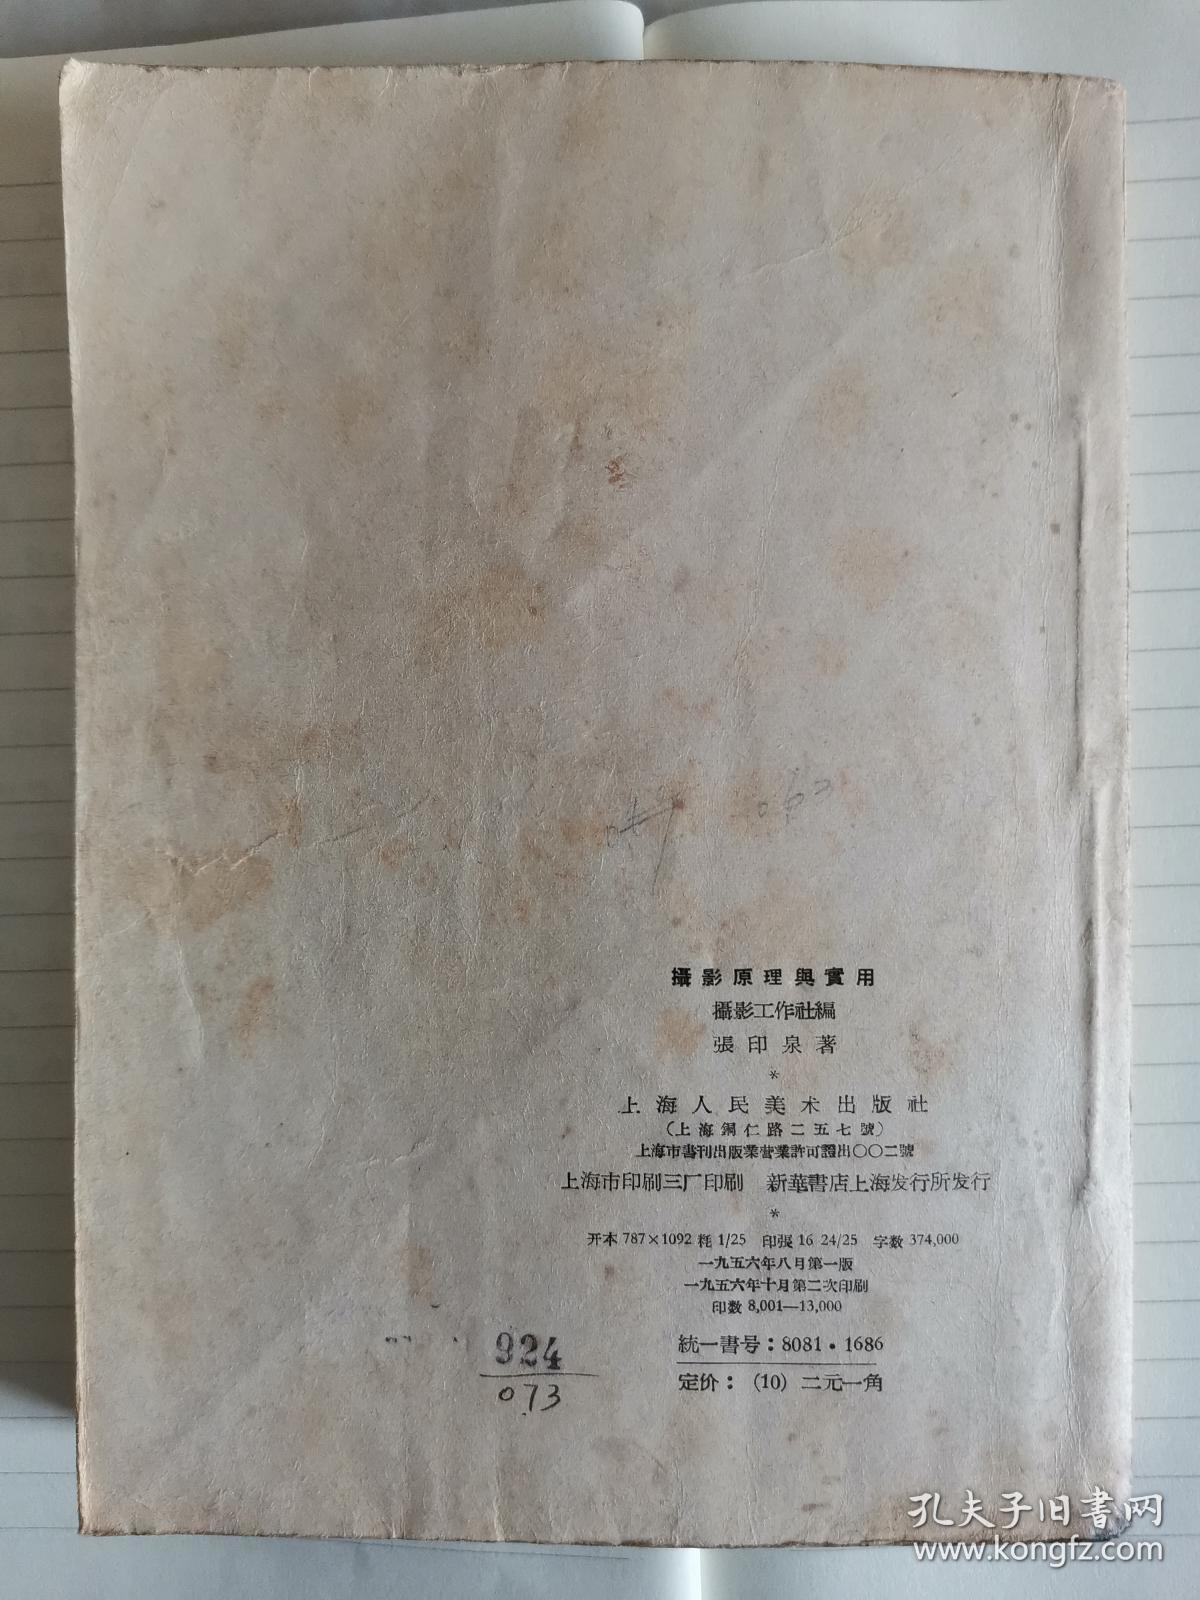 攝影原理與實用
攝影工作社編
張印泉著
*
上海人民美术出版社
(上海銅仁路二五七號)
上海市書刊出版業营業許可證出〇〇二號
上海市印刷三厂印刷 新華書店上海发行所发行
*
开本 787×1092 耗 1/25 印張 16 24/25 字数 374,000
一九五六年八月第一版
一九五六年十月第二次印刷
印数 8,001—13,000
統一書号：8081·1686
定价：(10) 二元一角
924
073
孔夫子旧書网
www.kongfz.com